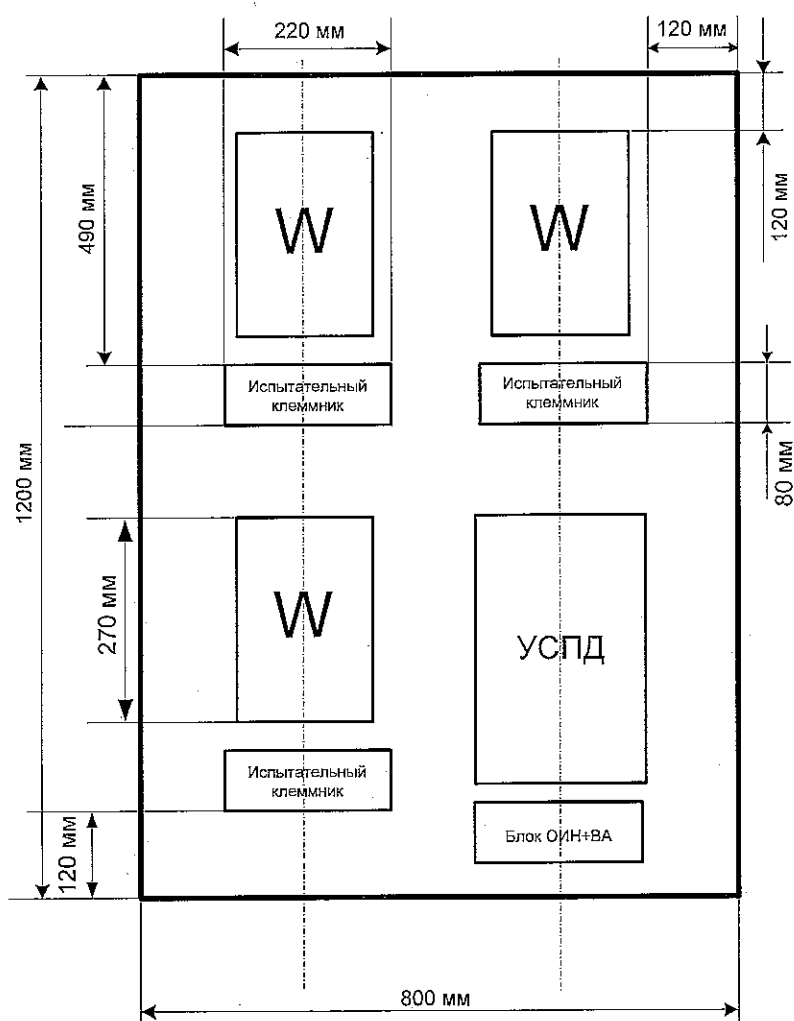 220 мм
120 мм
490 мм
120 мм
W
W
Испытательный
клеммник
Испытательный
клеммник
1200 мм
80 мм
270 мм
W
УСПД
Испытательный
клеммник
Блок ОИН+ВА
120 мм
800 мм